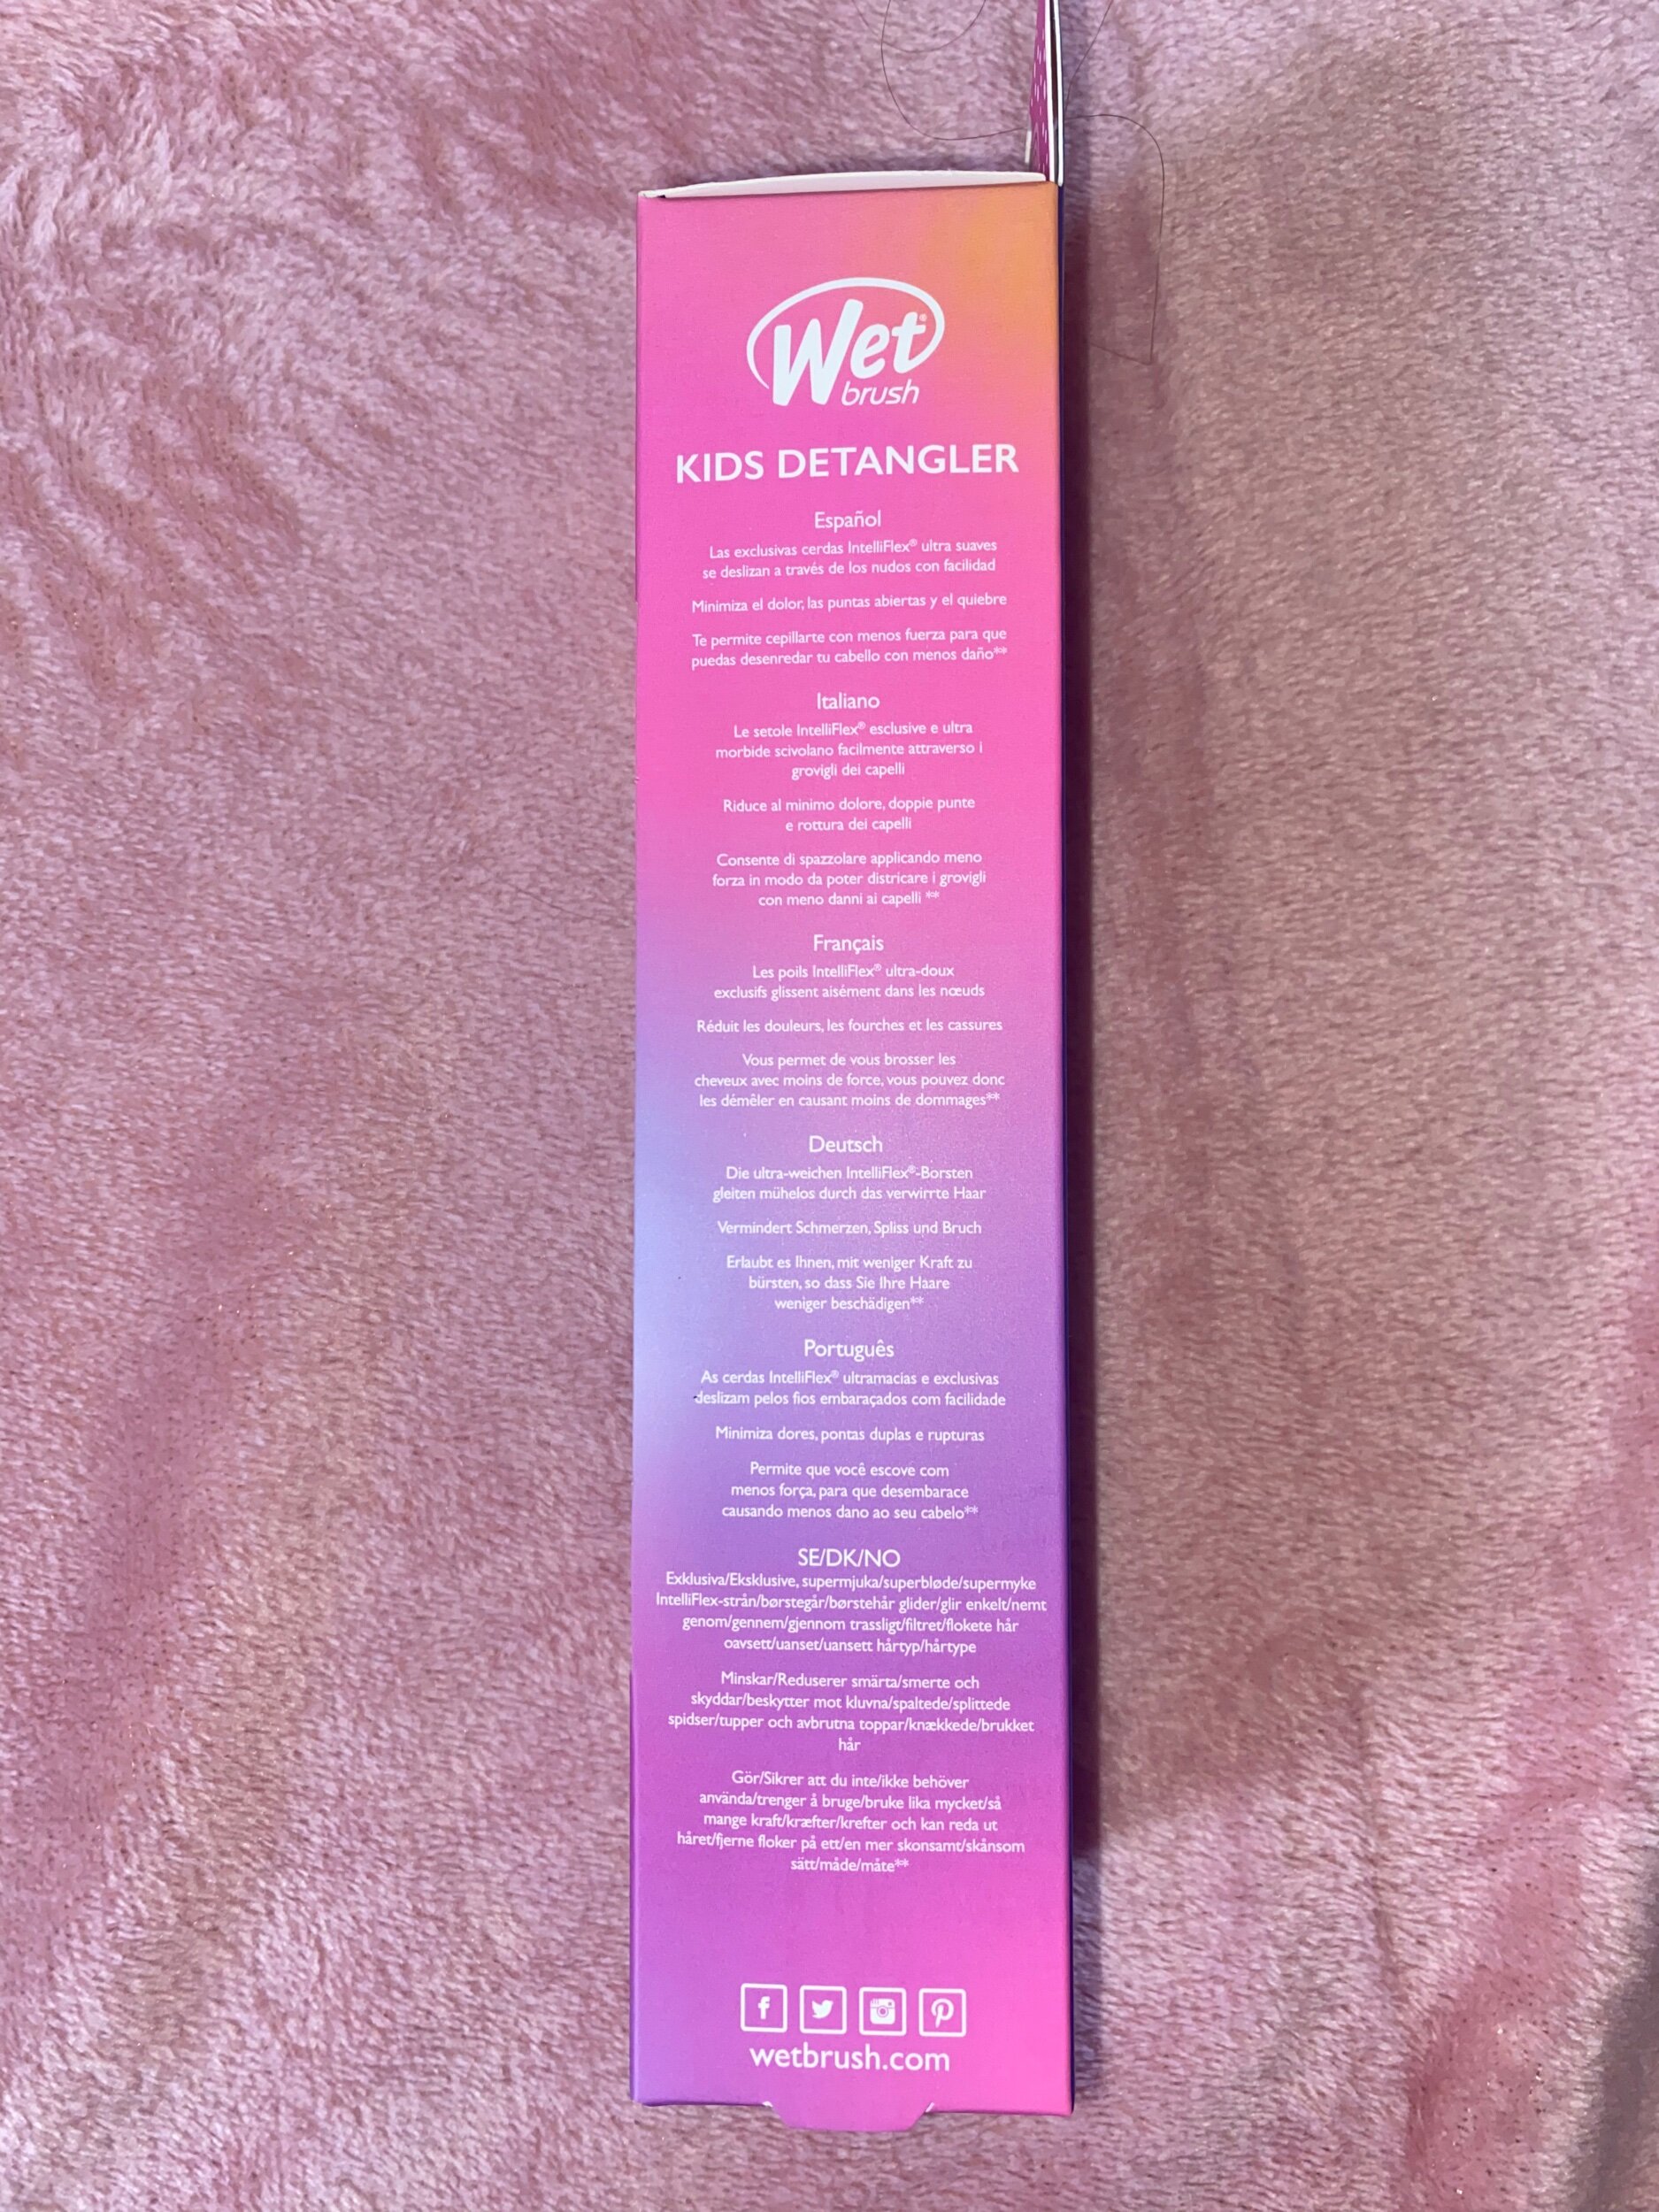 Wet®
brush
KIDS DETANGLER
Español
Las exclusivas cerdas IntelliFlex® ultra suaves
se deslizan a través de los nudos con facilidad
Minimiza el dolor, las puntas abiertas y el quiebre
Te permite cepillarte con menos fuerza para que
puedas desenredar tu cabello con menos daño**
Italiano
Le setole IntelliFlex® esclusive e ultra
morbide scivolano facilmente attraverso i
grovigli dei capelli
Riduce al minimo dolore, doppie punte
e rottura dei capelli
Consente di spazzolare applicando meno
forza in modo da poter districare i grovigli
con meno danni ai capelli **
Français
Les poils IntelliFlex® ultra-doux
exclusifs glissent aisément dans les nœuds
Réduit les douleurs, les fourches et les cassures
Vous permet de vous brosser les
cheveux avec moins de force, vous pouvez donc
les démêler en causant moins de dommages**
Deutsch
Die ultra-weichen IntelliFlex®-Borsten
gleiten mühelos durch das verwirrte Haar
Vermindert Schmerzen, Spliss und Bruch
Erlaubt es Ihnen, mit weniger Kraft zu
bürsten, so dass Sie Ihre Haare
weniger beschädigen**
Português
As cerdas IntelliFlex® ultramacias e exclusivas
deslizam pelos fios embaraçados com facilidade
Minimiza dores, pontas duplas e rupturas
Permite que você escove com
menos força, para que desembarace
causando menos dano ao seu cabelo**
SE/DK/NO
Exklusiva/Eksklusive, supermjuka/superbløde/supermyke
IntelliFlex-strån/børstegår/børstehår glider/glir enkelt/nemt
genom/gennem/gjennom trassligt/filtret/flokete hår
oavsett/uanset/uansett hårtyp/hårtype
Minskar/Reduserer smärta/smerte och
skyddar/beskytter mot kluvna/spaltede/splittede
spidser/tupper och avbrutna toppar/knækkede/brukket
hår
Gör/Sikrer att du inte/ikke behöver
använda/trenger å bruge/bruke lika mycket/så
mange kraft/kræfter/krefter och kan reda ut
håret/fjerne floker på ett/en mer skonsamt/skånsom
sätt/måde/måte**
wetbrush.com